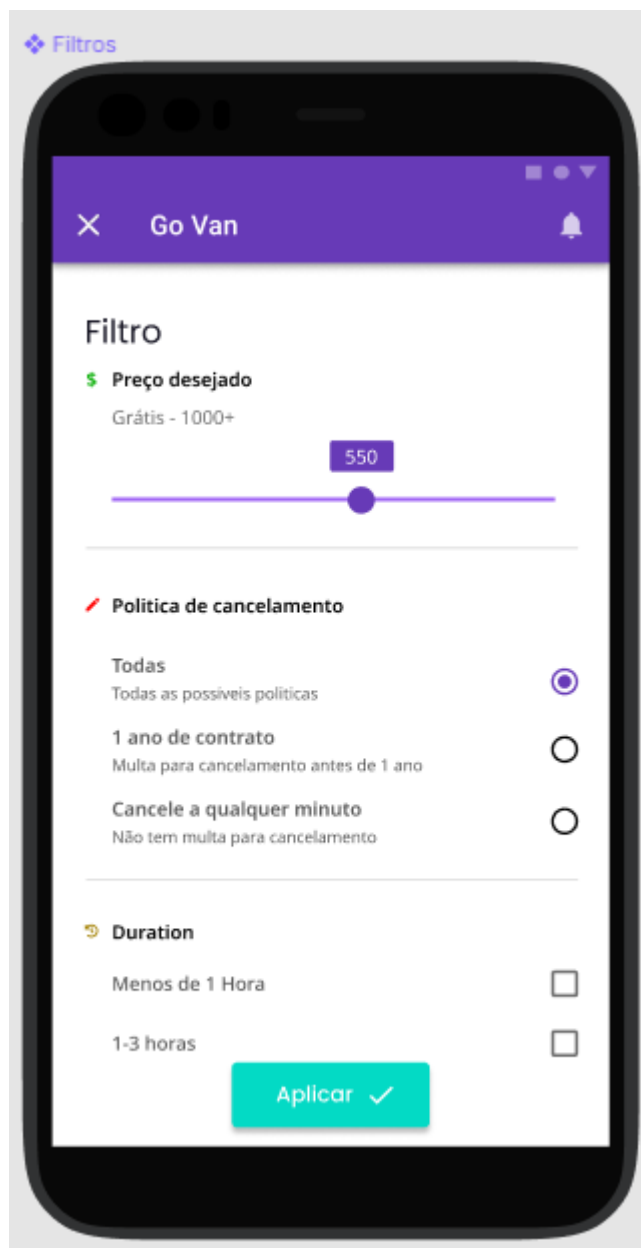 Filtros
Go Van
Filtro
$ Preço desejado
Grátis - 1000+
550
Politica de cancelamento
Todas
Todas as possiveis politicas
1 ano de contrato
Multa para cancelamento antes de 1 ano
Cancele a qualquer minuto
Não tem multa para cancelamento
Duration
Menos de 1 Hora
1-3 horas
Aplicar